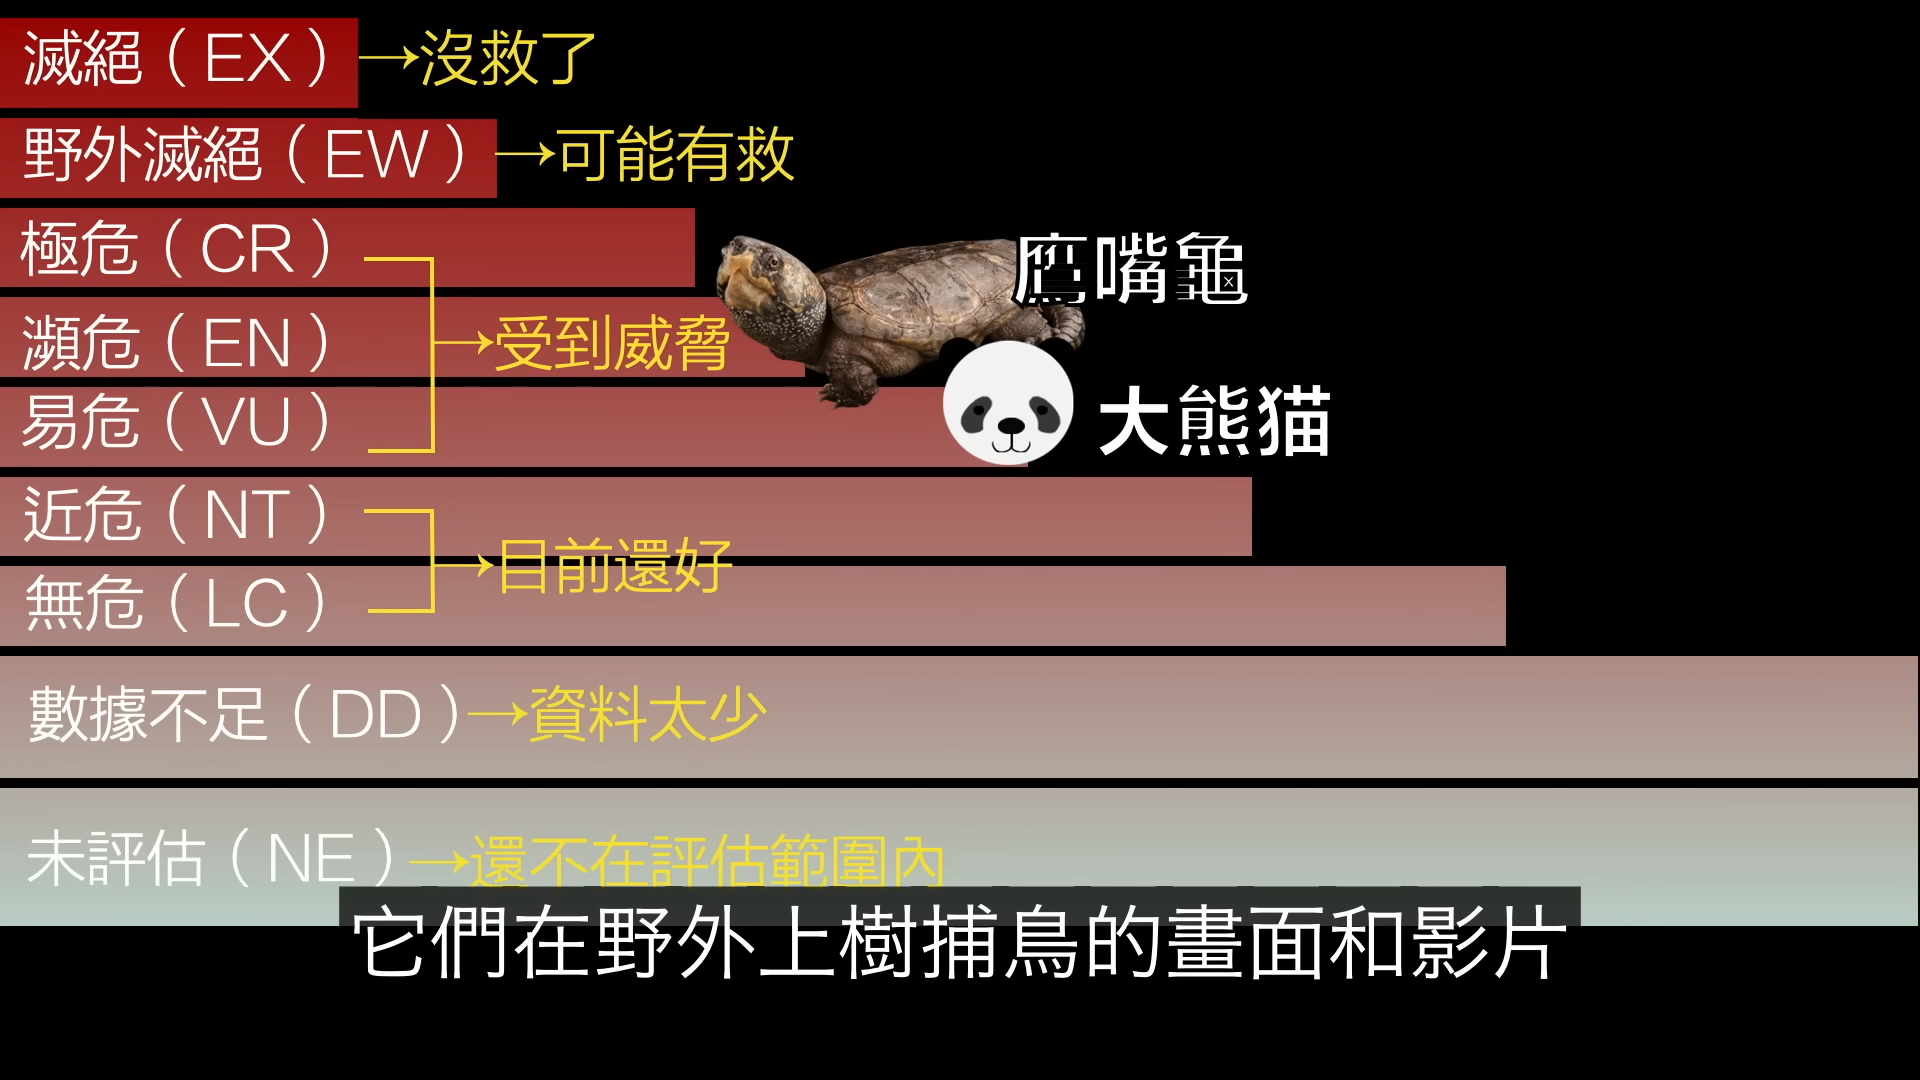 滅絕（EX）→沒救了
野外滅絕（EW）→可能有救
極危（CR）
鷹嘴龜
瀕危（EN）
→受到威脅
易危（VU）
大熊猫
近危（NT）
→目前還好
無危（LC）
數據不足（DD）→資料太少
未評估（NE）→還不在評估範圍內
它們在野外上樹捕鳥的畫面和影片